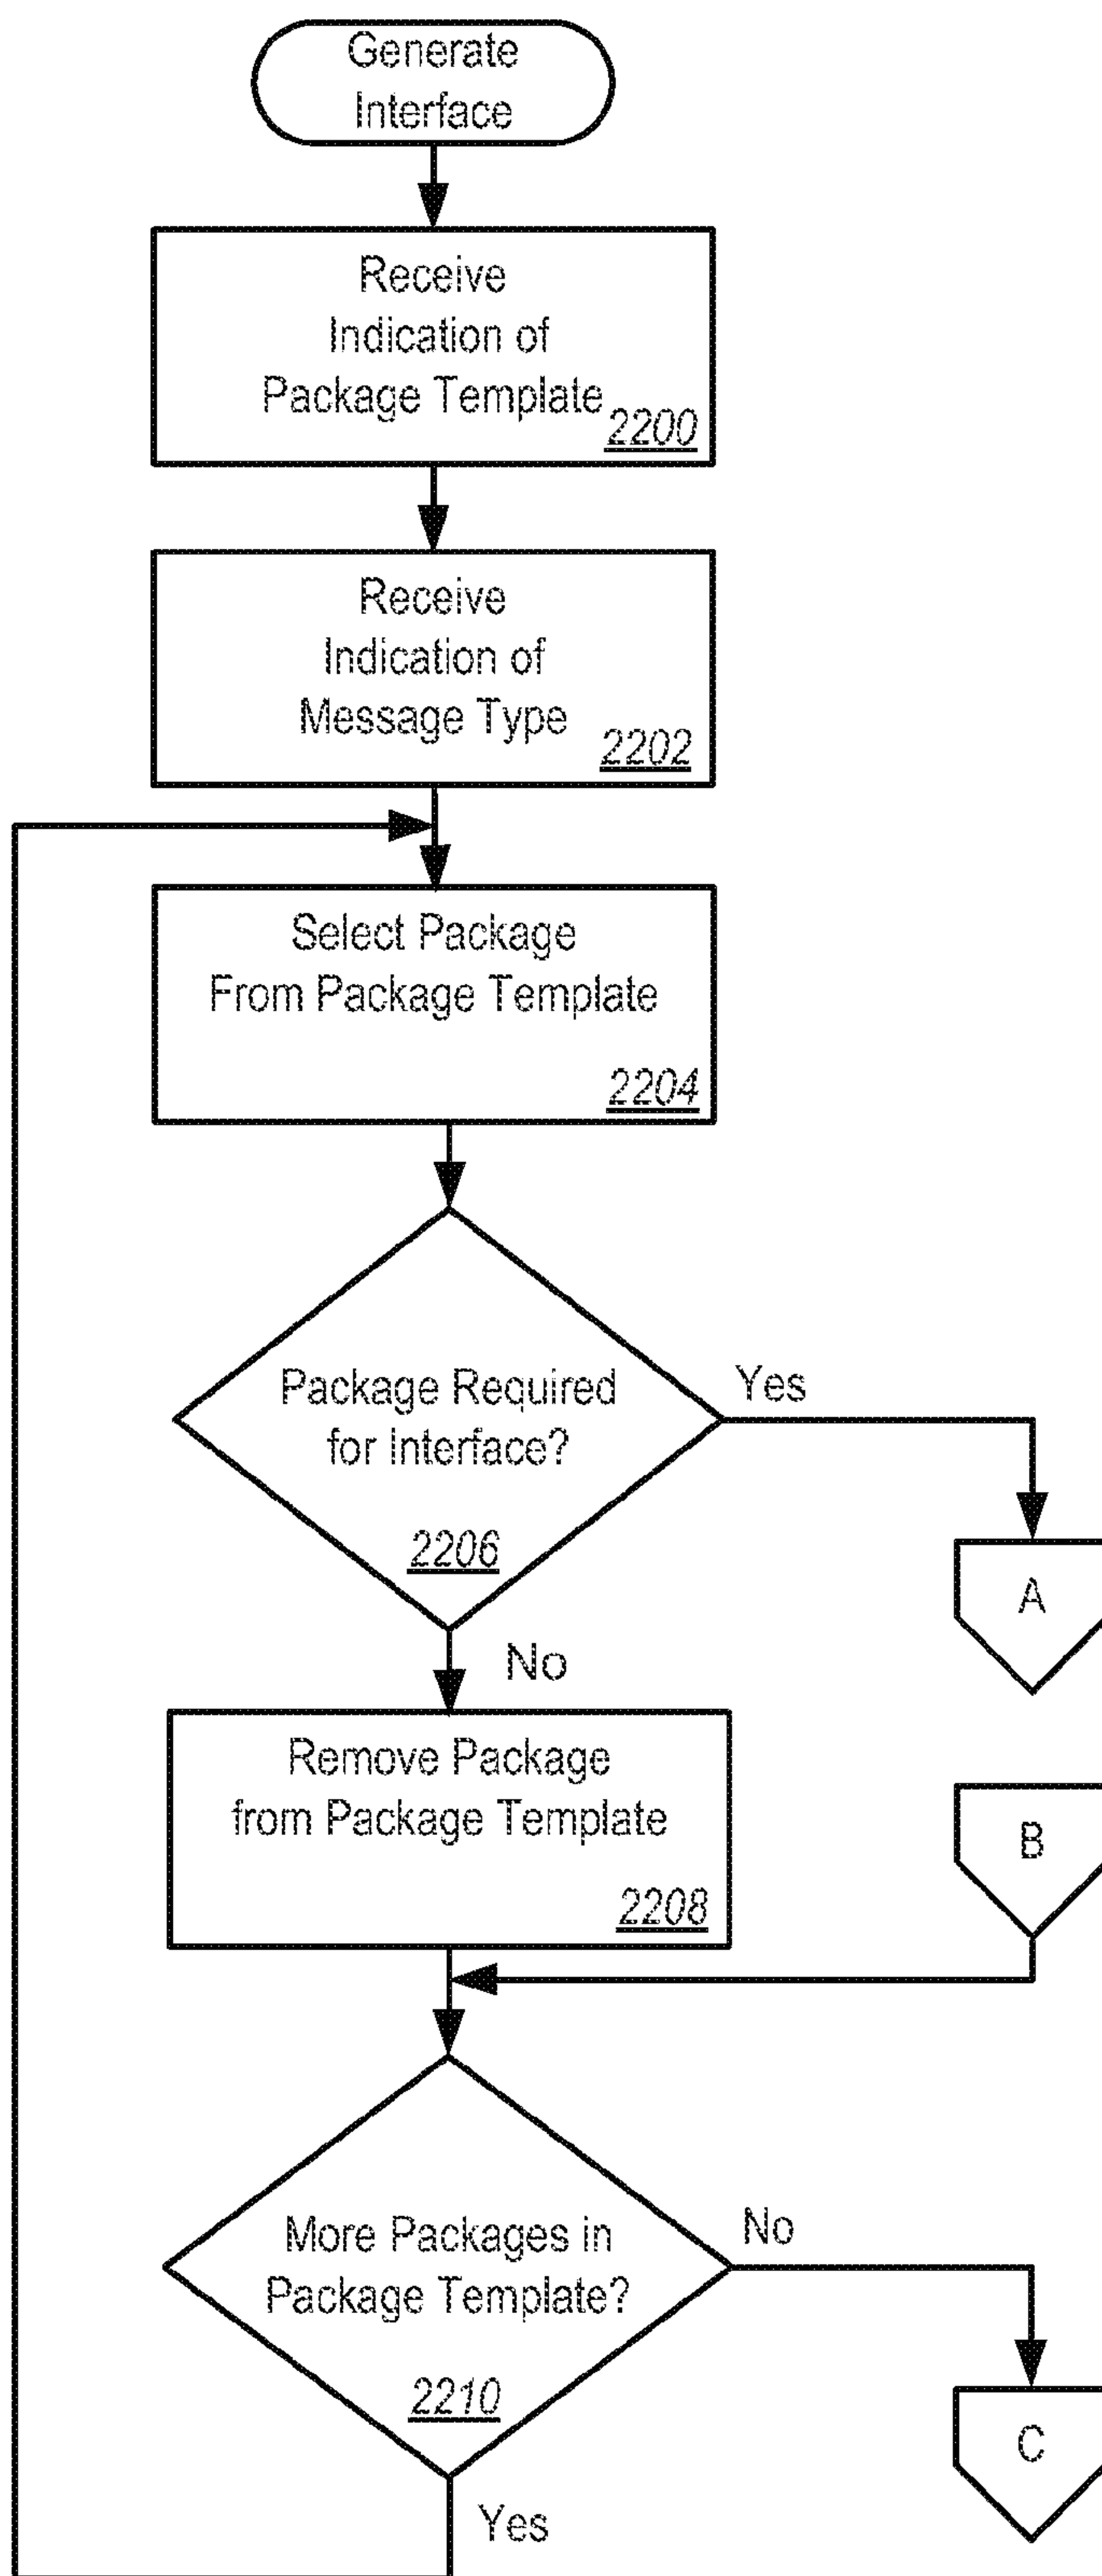 Generate
Interface
Receive
Indication of
Package Template
2200
Receive
Indication of
Message Type
2202
Select Package
From Package Template
2204
Package Required
for Interface?
2206
Yes
A
No
Remove Package
from Package Template
2208
B
More Packages in
Package Template?
2210
No
C
Yes